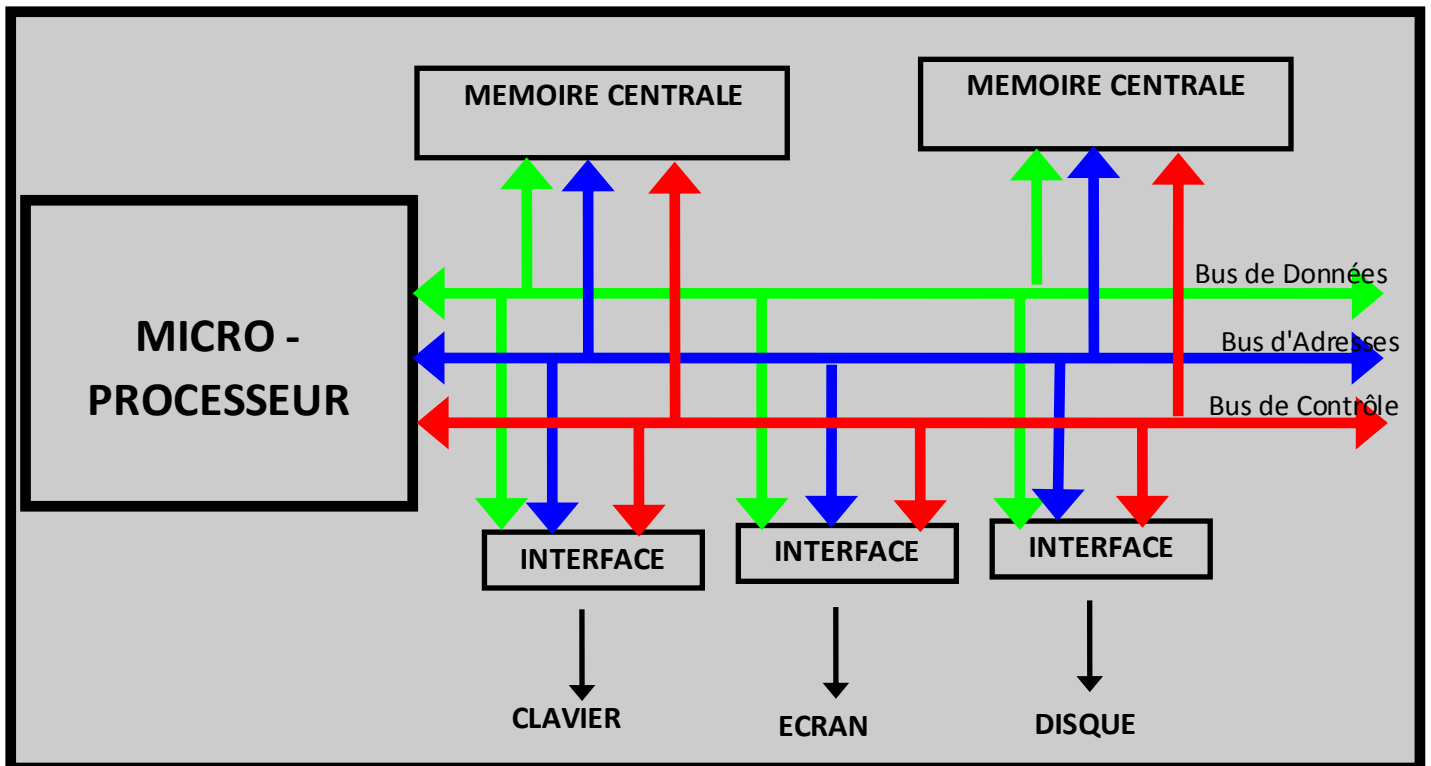 MEMOIRE CENTRALE
MEMOIRE CENTRALE
MICRO -
PROCESSEUR
Bus de Données
Bus d'Adresses
Bus de Contrôle
INTERFACE
INTERFACE
INTERFACE
CLAVIER
ECRAN
DISQUE